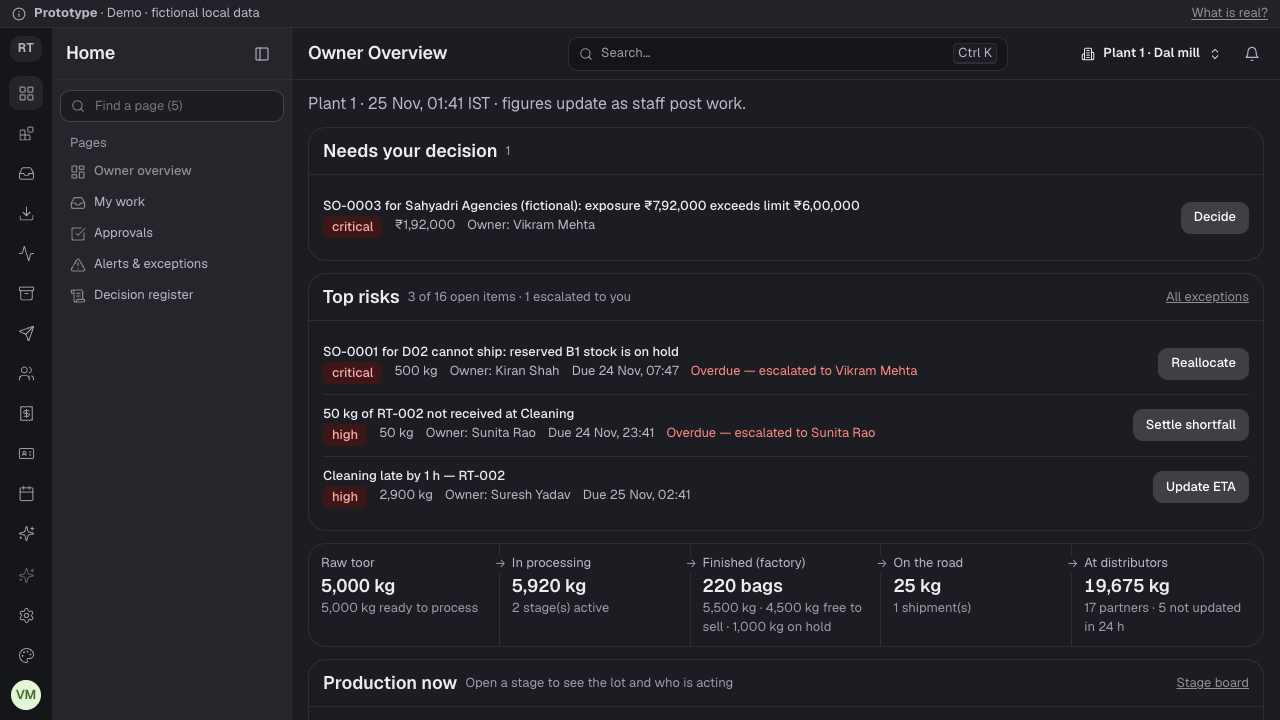 Prototype · Demo · fictional local data
What is real?
RT
Home
Owner Overview
Search...
Ctrl K
Plant 1 · Dal mill
Find a page (5)
Pages
Owner overview
My work
Approvals
Alerts & exceptions
Decision register
VM
Plant 1 · 25 Nov, 01:41 IST · figures update as staff post work.
Needs your decision 1
SO-0003 for Sahyadri Agencies (fictional): exposure ₹7,92,000 exceeds limit ₹6,00,000
critical ₹1,92,000 Owner: Vikram Mehta
Decide
Top risks 3 of 16 open items · 1 escalated to you
All exceptions
SO-0001 for D02 cannot ship: reserved B1 stock is on hold
critical 500 kg Owner: Kiran Shah Due 24 Nov, 07:47 Overdue — escalated to Vikram Mehta
Reallocate
50 kg of RT-002 not received at Cleaning
high 50 kg Owner: Sunita Rao Due 24 Nov, 23:41 Overdue — escalated to Sunita Rao
Settle shortfall
Cleaning late by 1 h — RT-002
high 2,900 kg Owner: Suresh Yadav Due 25 Nov, 02:41
Update ETA
Raw toor
5,000 kg
5,000 kg ready to process
→ In processing
5,920 kg
2 stage(s) active
→ Finished (factory)
220 bags
5,500 kg · 4,500 kg free to
sell · 1,000 kg on hold
→ On the road
25 kg
1 shipment(s)
→ At distributors
19,675 kg
17 partners · 5 not updated
in 24 h
Production now Open a stage to see the lot and who is acting
Stage board